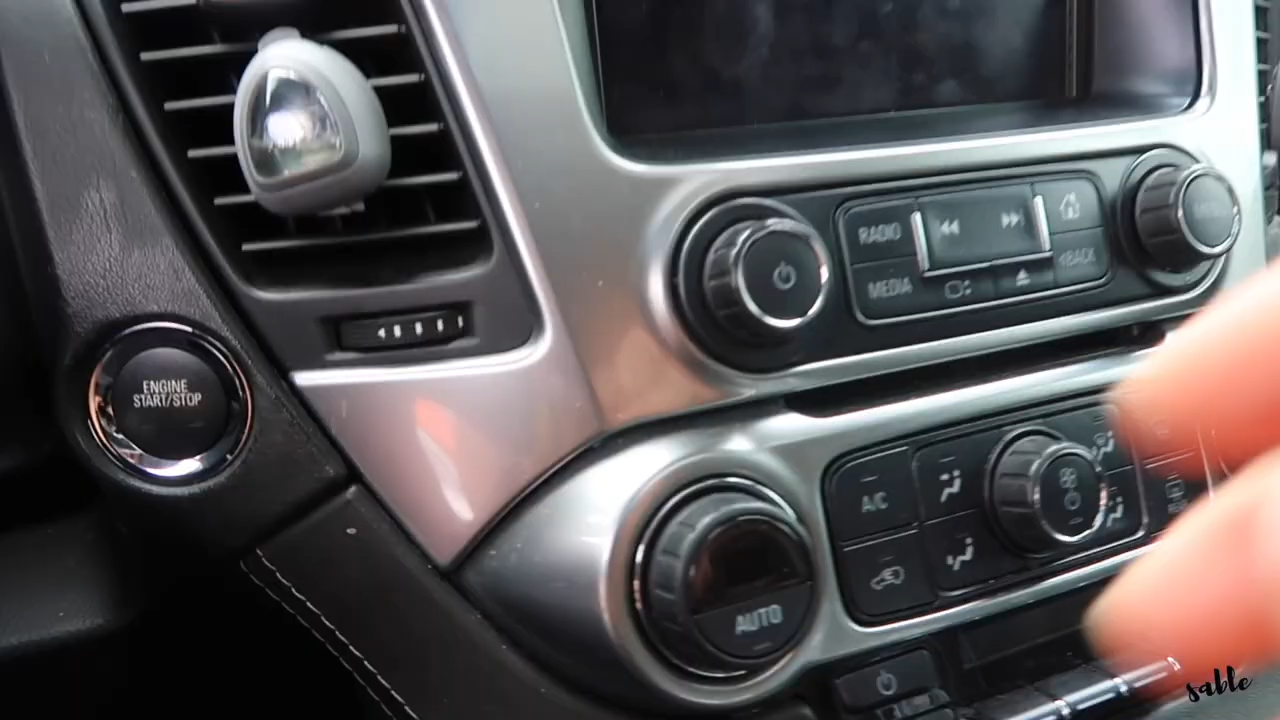 RADIO
MEDIA
BACK
ENGINE
START/STOP
A/C
AUTO
sable